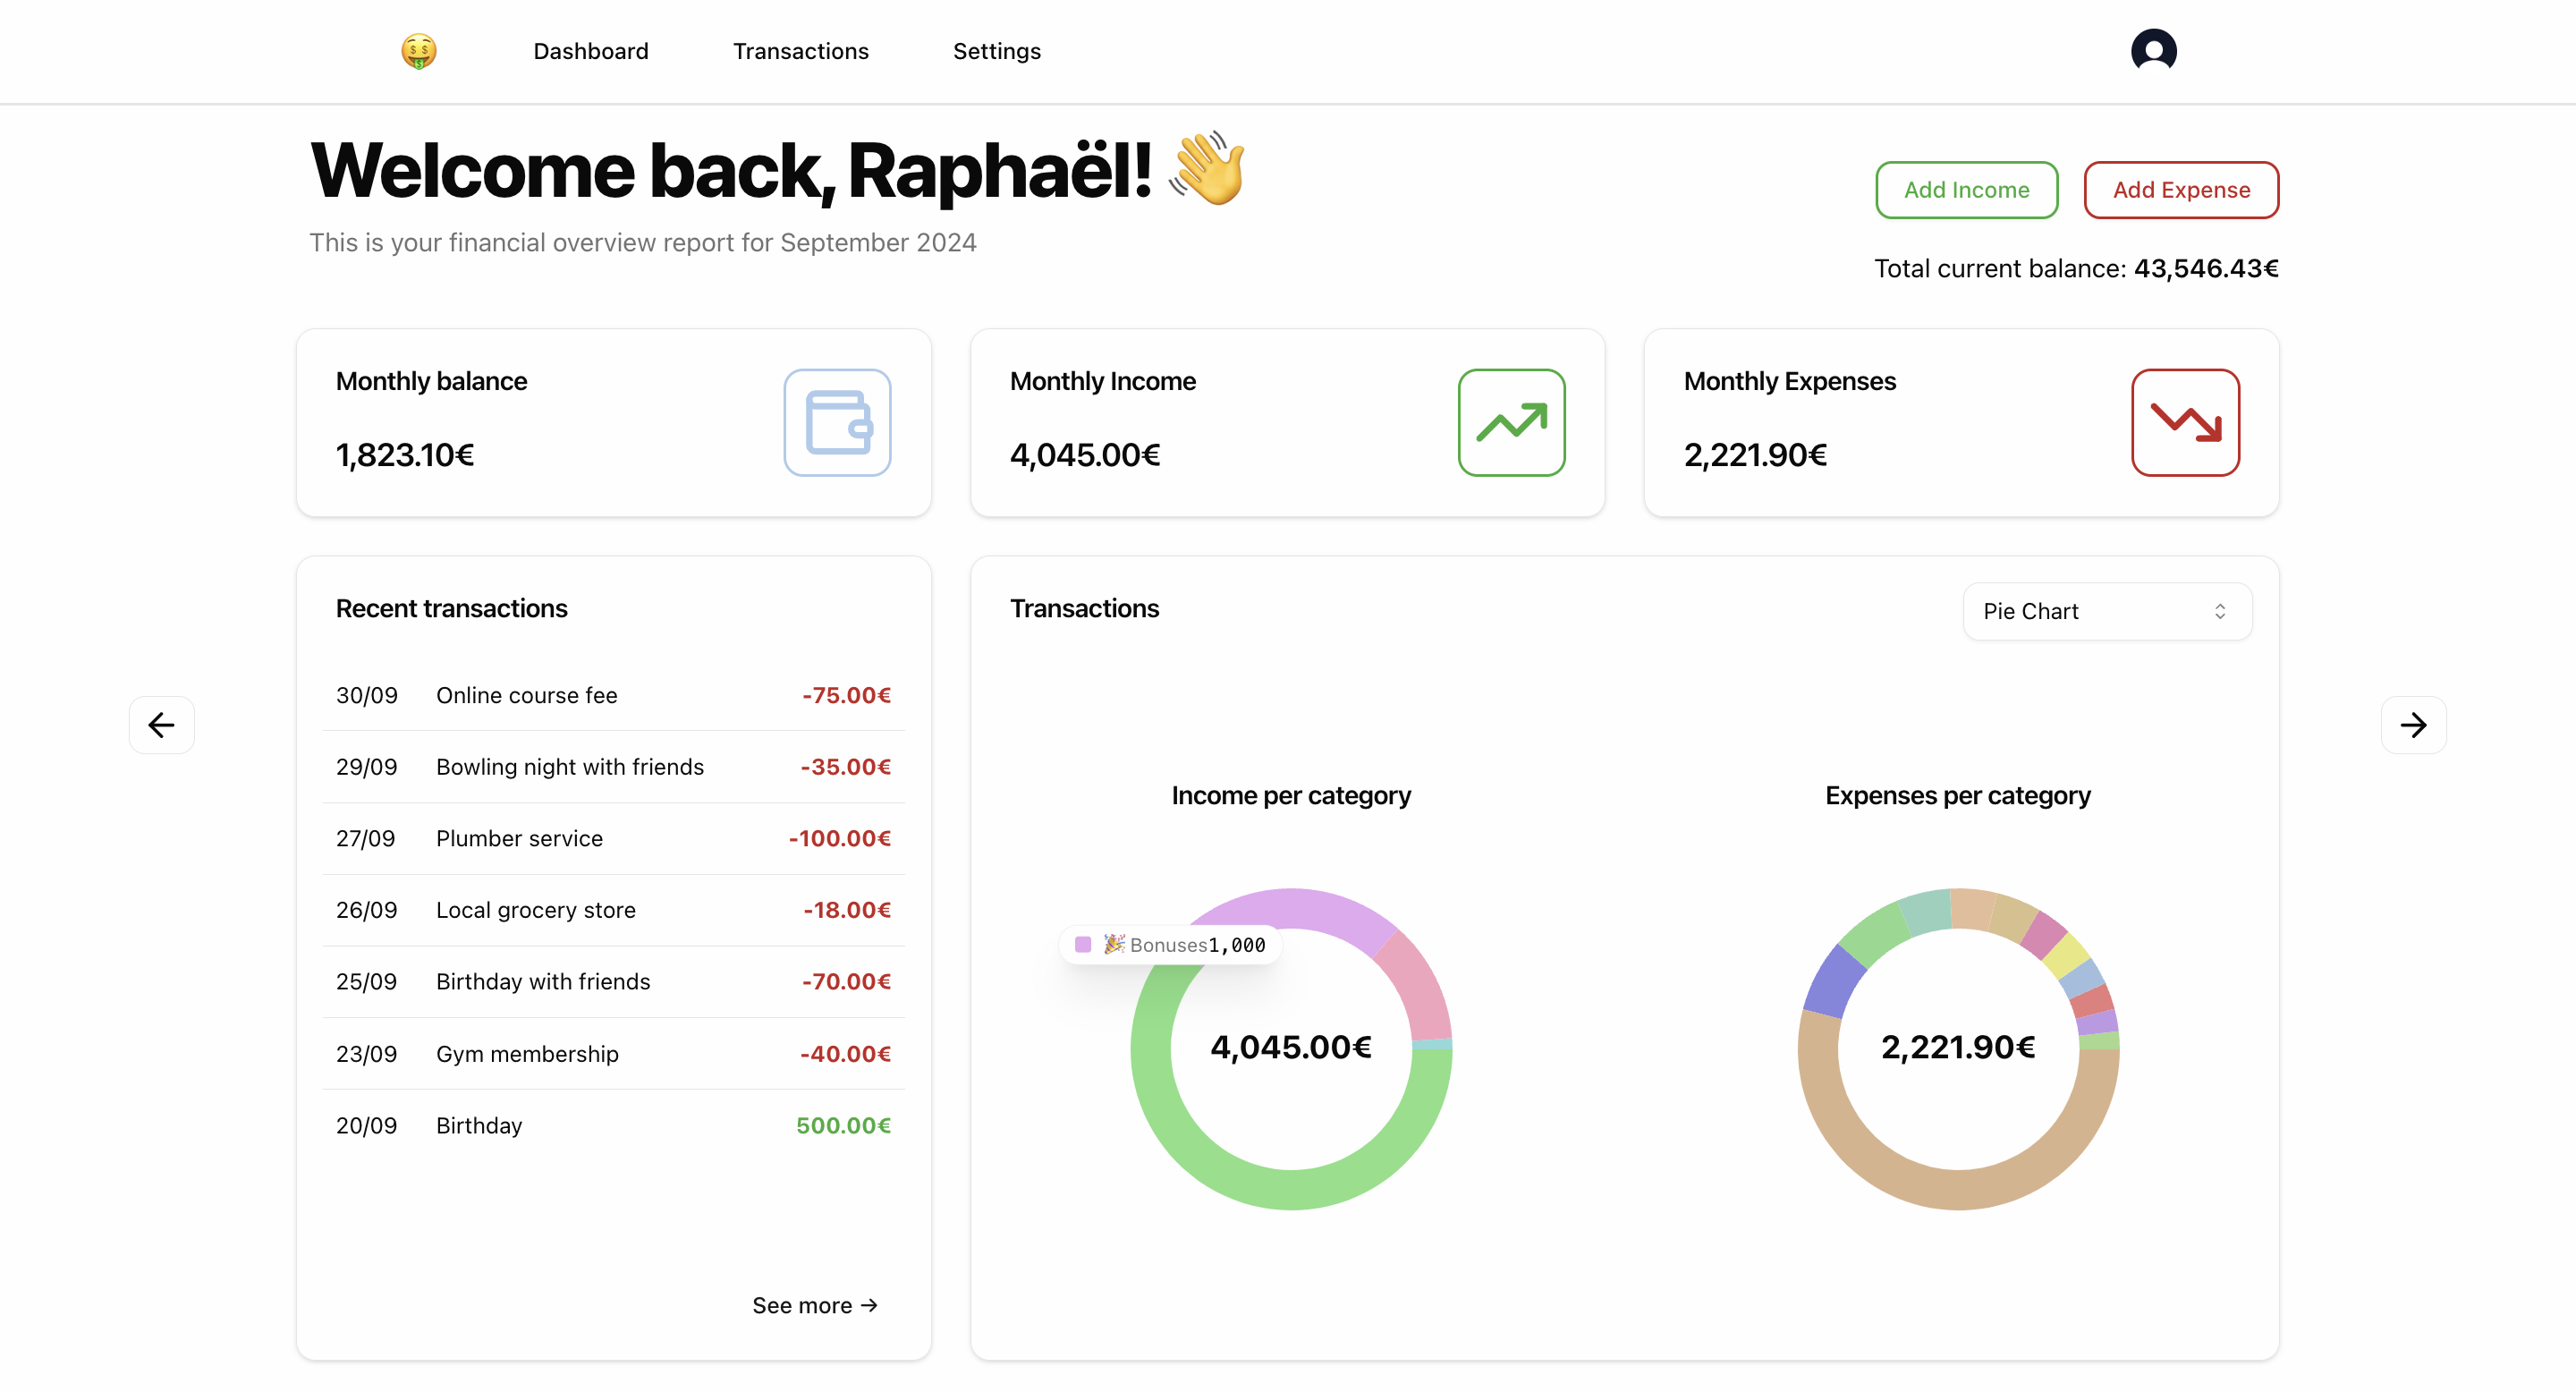 Dashboard Transactions Settings
Welcome back, Raphaël! 👋
This is your financial overview report for September 2024
Add Income Add Expense
Total current balance: 43,546.43€
Monthly balance
1,823.10€
Monthly Income
4,045.00€
Monthly Expenses
2,221.90€
Recent transactions
30/09 Online course fee -75.00€
29/09 Bowling night with friends -35.00€
27/09 Plumber service -100.00€
26/09 Local grocery store -18.00€
25/09 Birthday with friends -70.00€
23/09 Gym membership -40.00€
20/09 Birthday 500.00€
See more →
Transactions
Pie Chart
Income per category
🎉 Bonuses1,000
4,045.00€
Expenses per category
2,221.90€